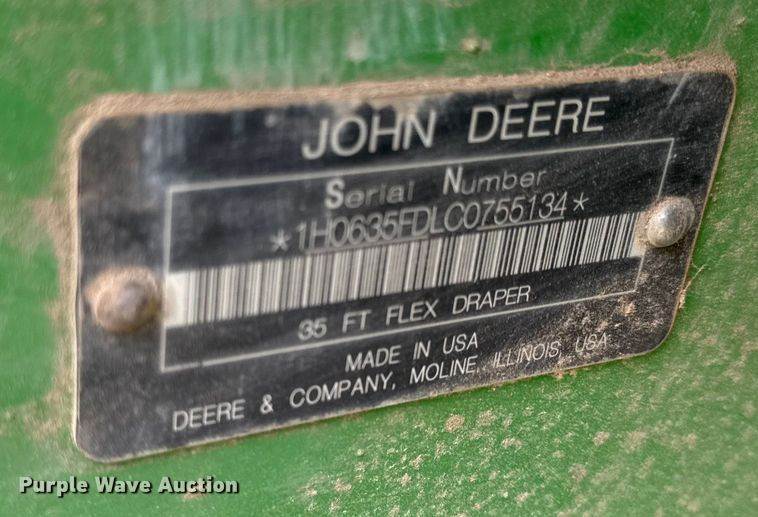 JOHN DEERE
Serial Number
*1H0635FDLC0755134*
35 FT FLEX DRAPER
MADE IN USA
DEERE & COMPANY, MOLINE, ILLINOIS, USA
Purple Wave Auction